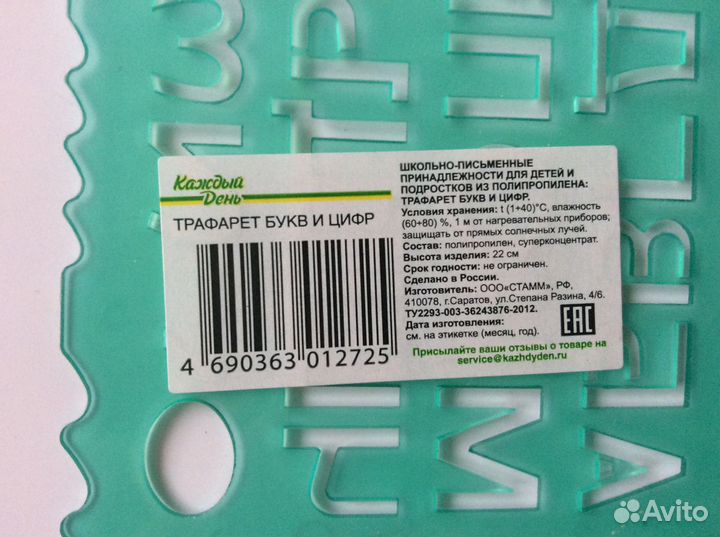 Каждый
День
ТРАФАРЕТ БУКВ И ЦИФР
4 690363 012725
ШКОЛЬНО-ПИСЬМЕННЫЕ
ПРИНАДЛЕЖНОСТИ ДЛЯ ДЕТЕЙ И
ПОДРОСТКОВ ИЗ ПОЛИПРОПИЛЕНА:
ТРАФАРЕТ БУКВ И ЦИФР.
Условия хранения: t (1+40)°С, влажность
(60+80) %, 1 м от нагревательных приборов;
защищать от прямых солнечных лучей.
Состав: полипропилен, суперконцентрат.
Высота изделия: 22 см
Срок годности: не ограничен.
Сделано в России.
Изготовитель: ООО«СТАММ», РФ,
410078, г.Саратов, ул.Степана Разина, 4/6.
ТУ2293-003-36243876-2012.
Дата изготовления:
см. на этикетке (месяц, год).
EAC
Присылайте ваши отзывы о товаре на
service@kazhdyden.ru
Avito